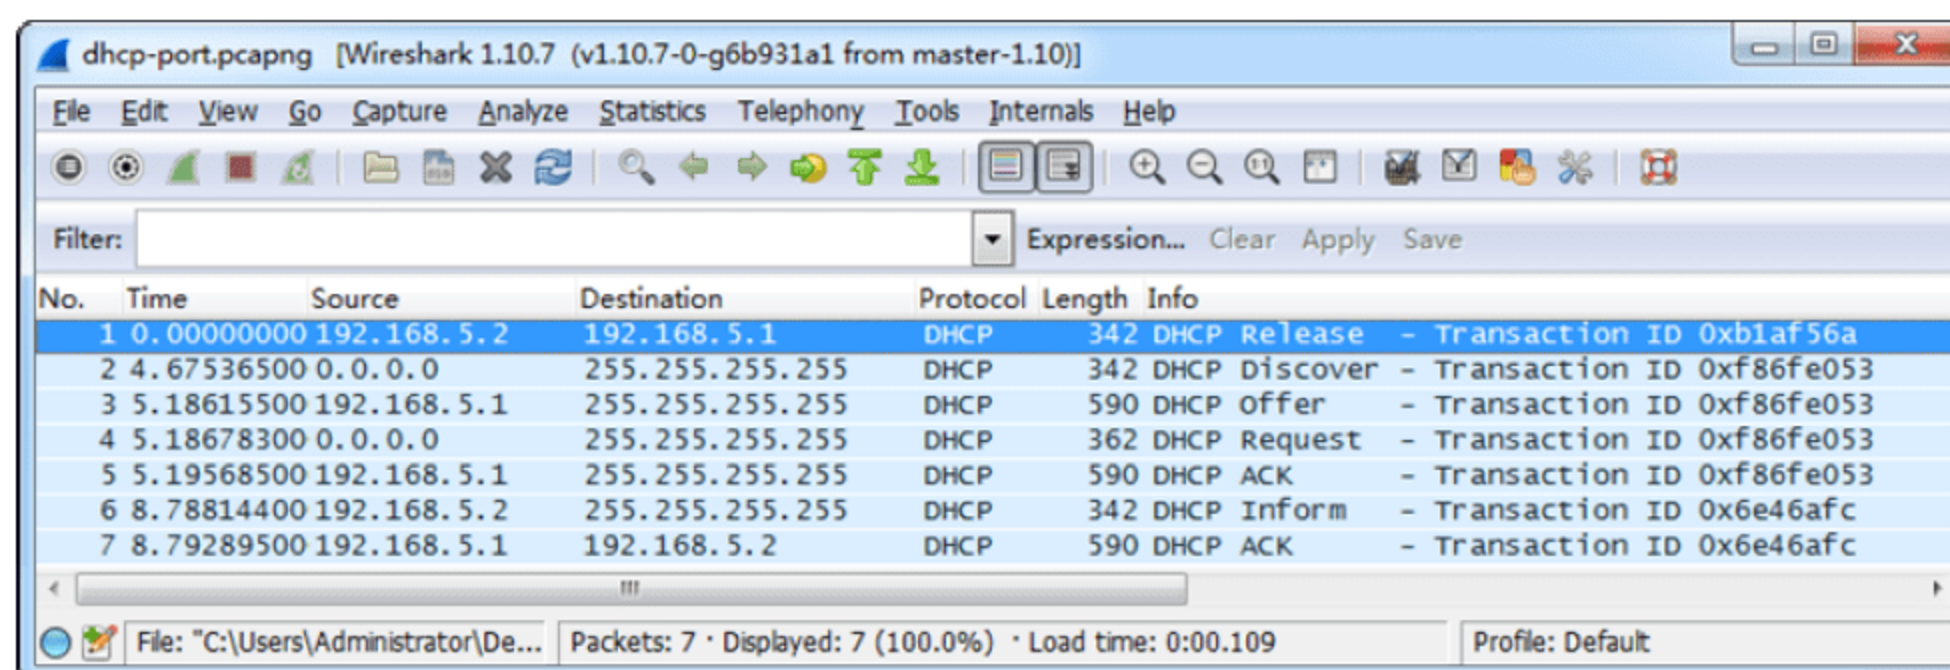 dhcp-port.pcapng [Wireshark 1.10.7 (v1.10.7-0-g6b931a1 from master-1.10)]
File Edit View Go Capture Analyze Statistics Telephony Tools Internals Help
Filter: Expression... Clear Apply Save
No. Time Source Destination Protocol Length Info
1 0.00000000 192.168.5.2 192.168.5.1 DHCP 342 DHCP Release - Transaction ID 0xb1af56a
2 4.67536500 0.0.0.0 255.255.255.255 DHCP 342 DHCP Discover - Transaction ID 0xf86fe053
3 5.18615500 192.168.5.1 255.255.255.255 DHCP 590 DHCP Offer - Transaction ID 0xf86fe053
4 5.18678300 0.0.0.0 255.255.255.255 DHCP 362 DHCP Request - Transaction ID 0xf86fe053
5 5.19568500 192.168.5.1 255.255.255.255 DHCP 590 DHCP ACK - Transaction ID 0xf86fe053
6 8.78814400 192.168.5.2 255.255.255.255 DHCP 342 DHCP Inform - Transaction ID 0x6e46afc
7 8.79289500 192.168.5.1 192.168.5.2 DHCP 590 DHCP ACK - Transaction ID 0x6e46afc
File: "C:\Users\Administrator\De... Packets: 7 · Displayed: 7 (100.0%) · Load time: 0:00.109 Profile: Default